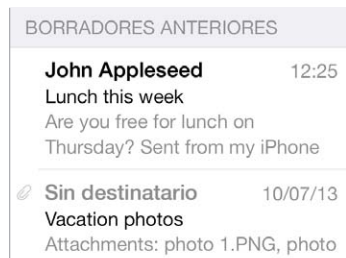 BORRADORES ANTERIORES
John Appleseed 12:25
Lunch this week
Are you free for lunch on
Thursday? Sent from my iPhone
Sin destinatario 10/07/13
Vacation photos
Attachments: photo 1.PNG, photo